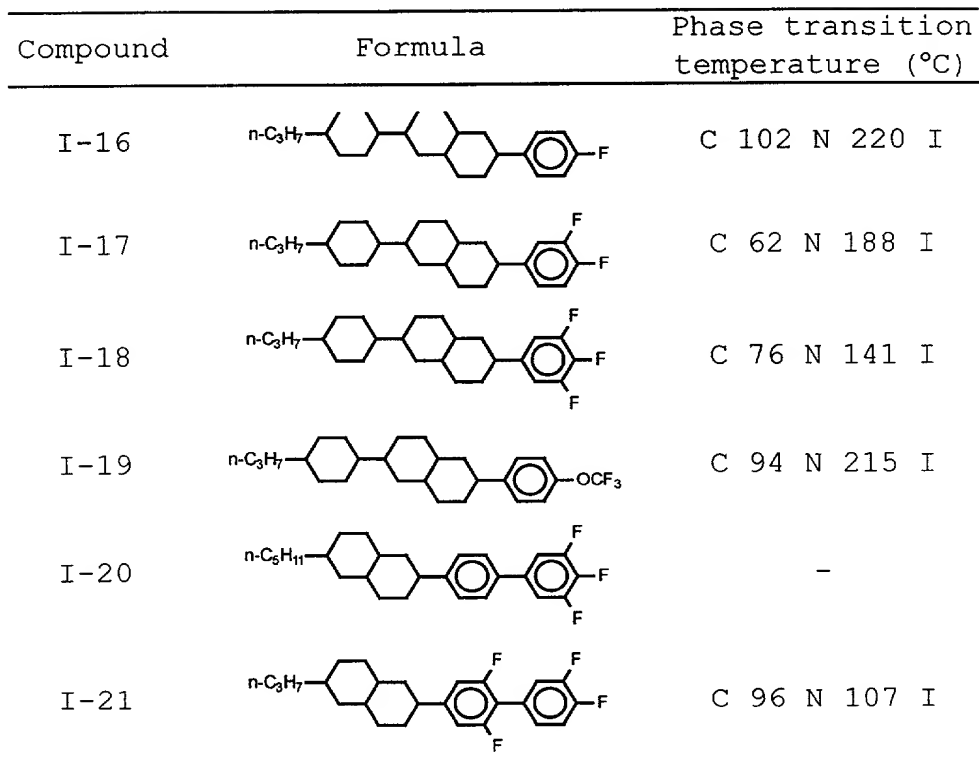 Compound Formula Phase transition temperature (°C)
I-16 n-C₃H₇ F C 102 N 220 I
I-17 n-C₃H₇ F F C 62 N 188 I
I-18 n-C₃H₇ F F F C 76 N 141 I
I-19 n-C₃H₇ OCF₃ C 94 N 215 I
I-20 n-C₅H₁₁ F F F –
I-21 n-C₃H₇ F F F F C 96 N 107 I